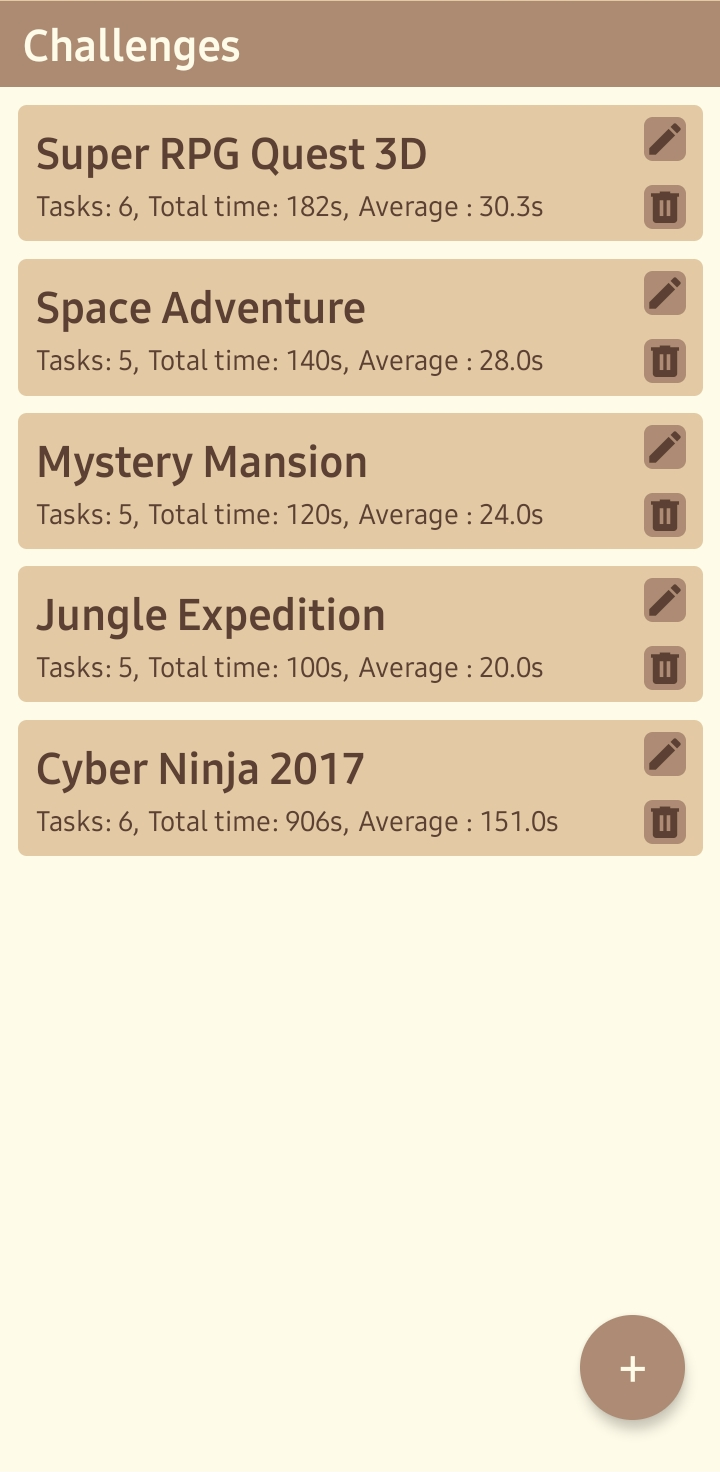 Challenges
Super RPG Quest 3D
Tasks: 6, Total time: 182s, Average : 30.3s
Space Adventure
Tasks: 5, Total time: 140s, Average : 28.0s
Mystery Mansion
Tasks: 5, Total time: 120s, Average : 24.0s
Jungle Expedition
Tasks: 5, Total time: 100s, Average : 20.0s
Cyber Ninja 2017
Tasks: 6, Total time: 906s, Average : 151.0s
+